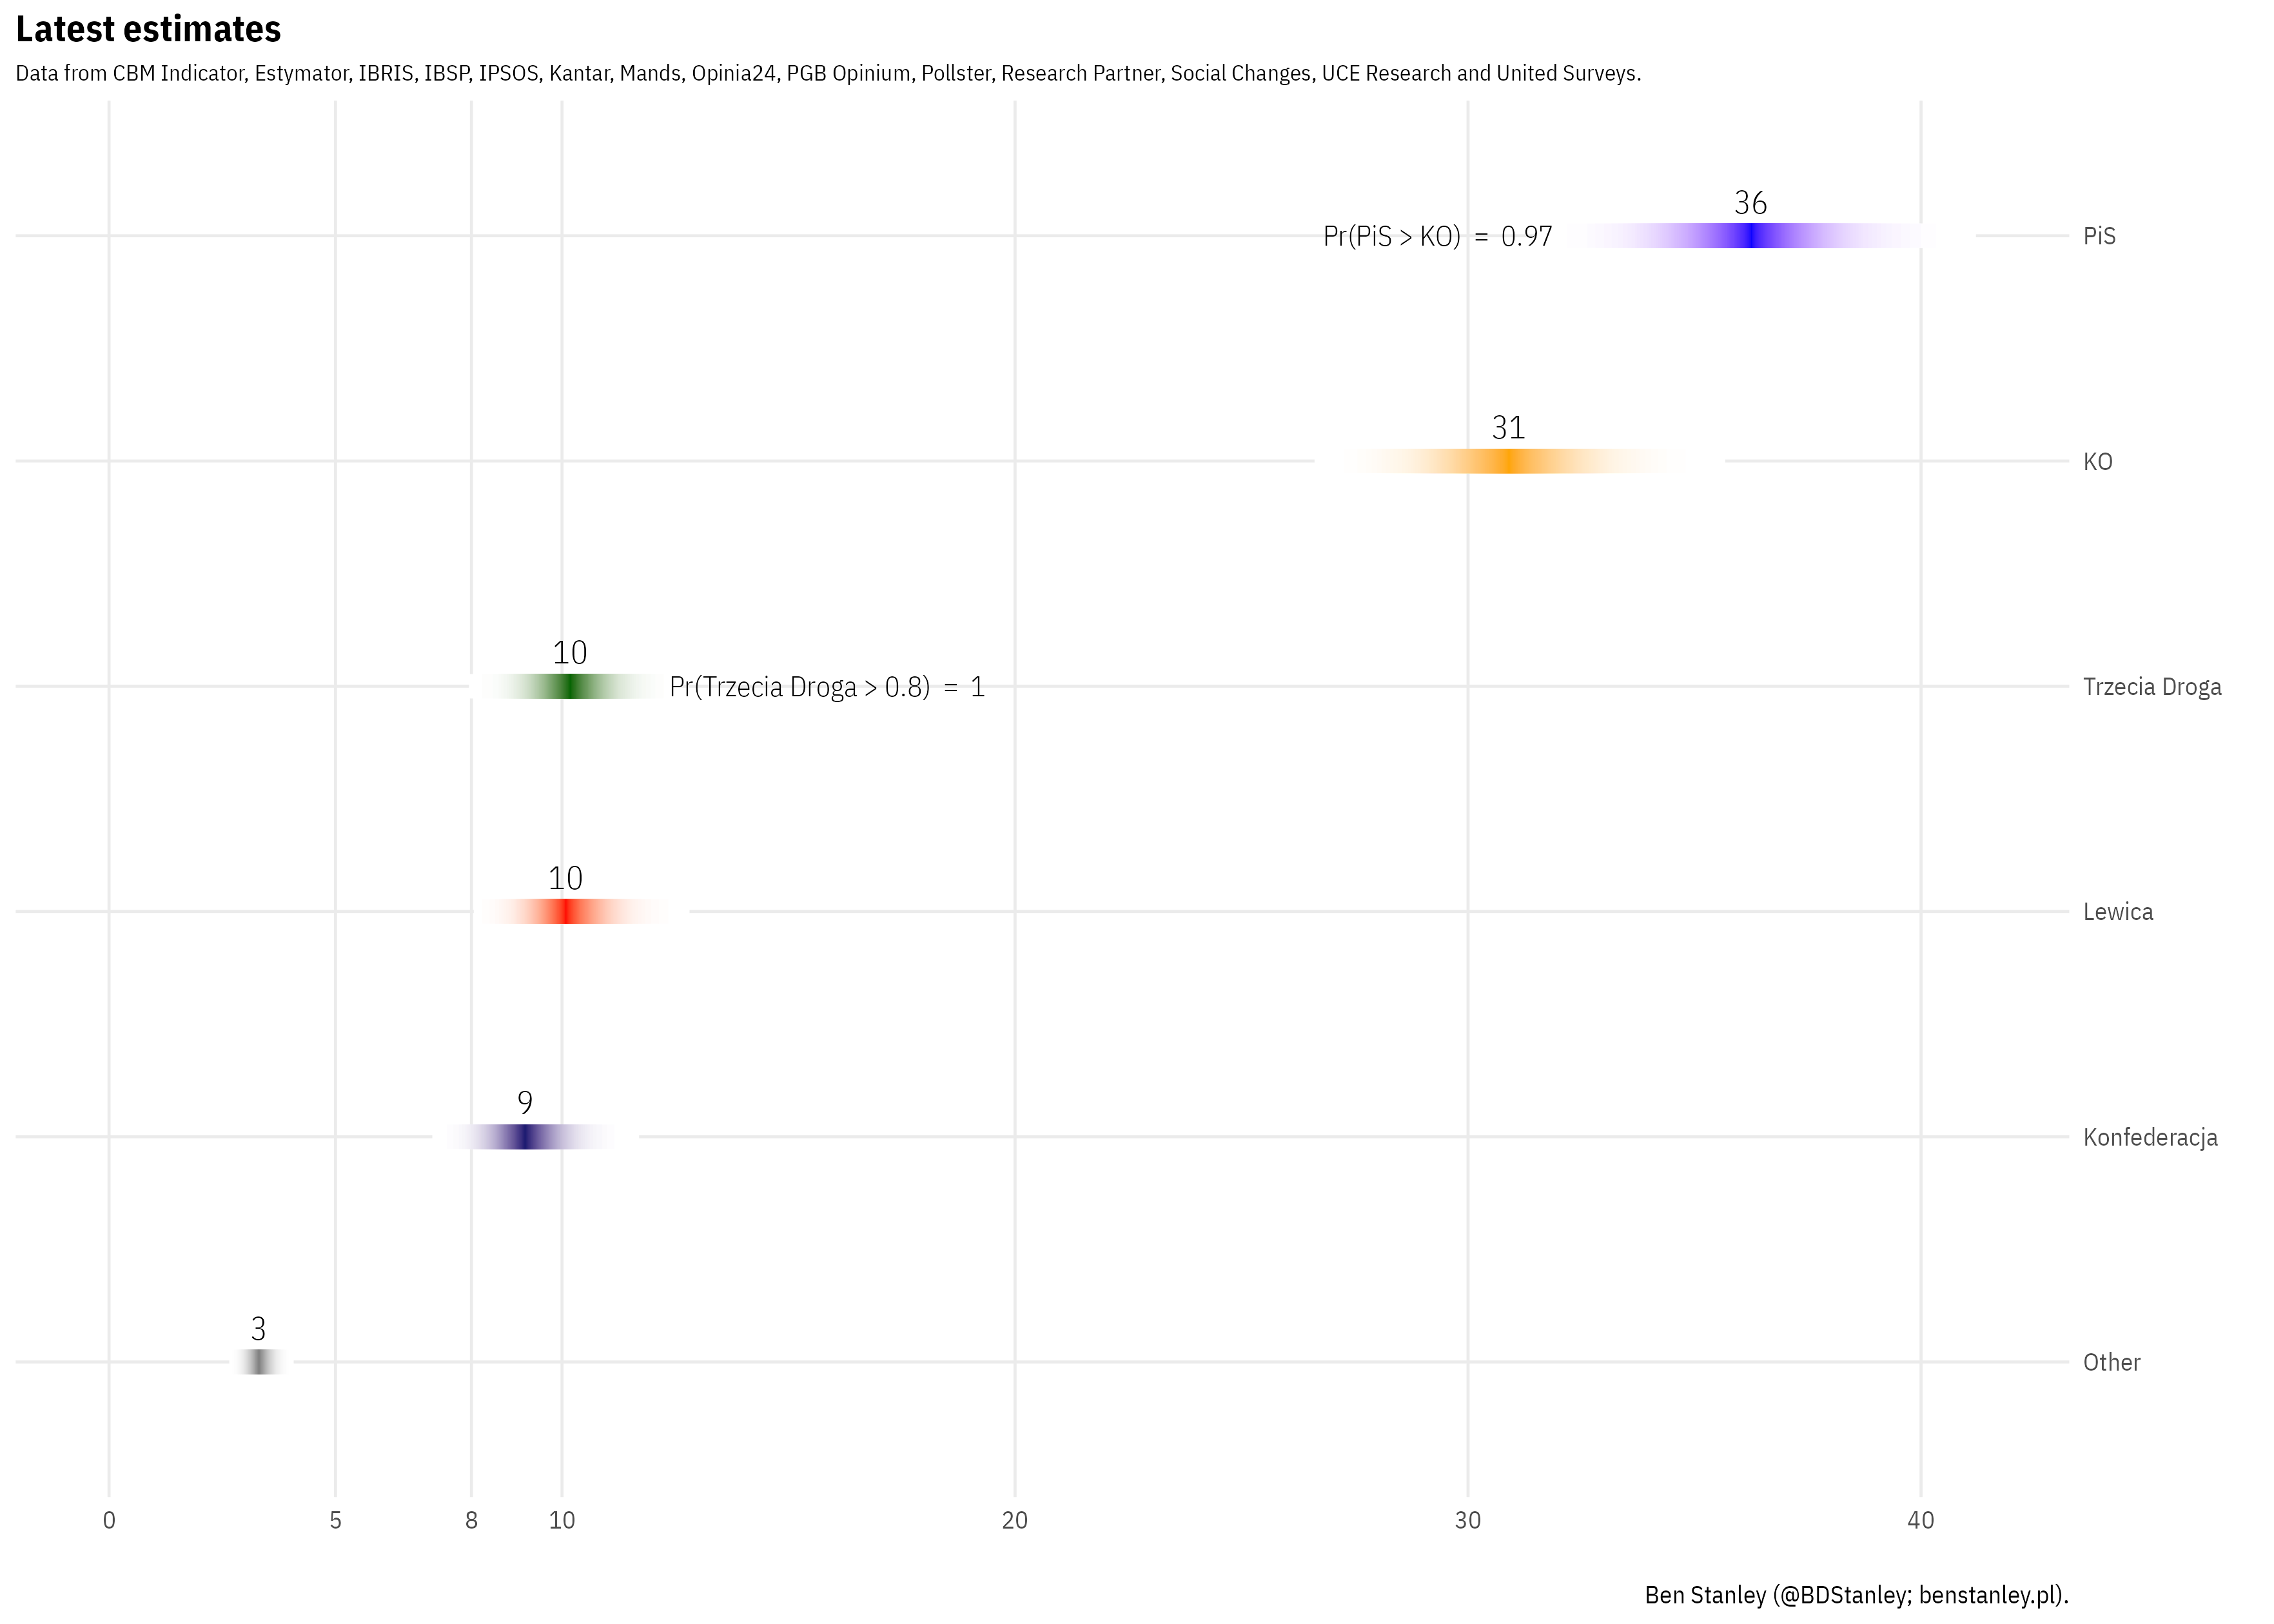 Latest estimates
Data from CBM Indicator, Estymator, IBRIS, IBSP, IPSOS, Kantar, Mands, Opinia24, PGB Opinium, Pollster, Research Partner, Social Changes, UCE Research and United Surveys.
36
Pr(PiS > KO) = 0.97
PiS
31
KO
10
Pr(Trzecia Droga > 0.8) = 1
Trzecia Droga
10
Lewica
9
Konfederacja
3
Other
0 5 8 10 20 30 40
Ben Stanley (@BDStanley; benstanley.pl).